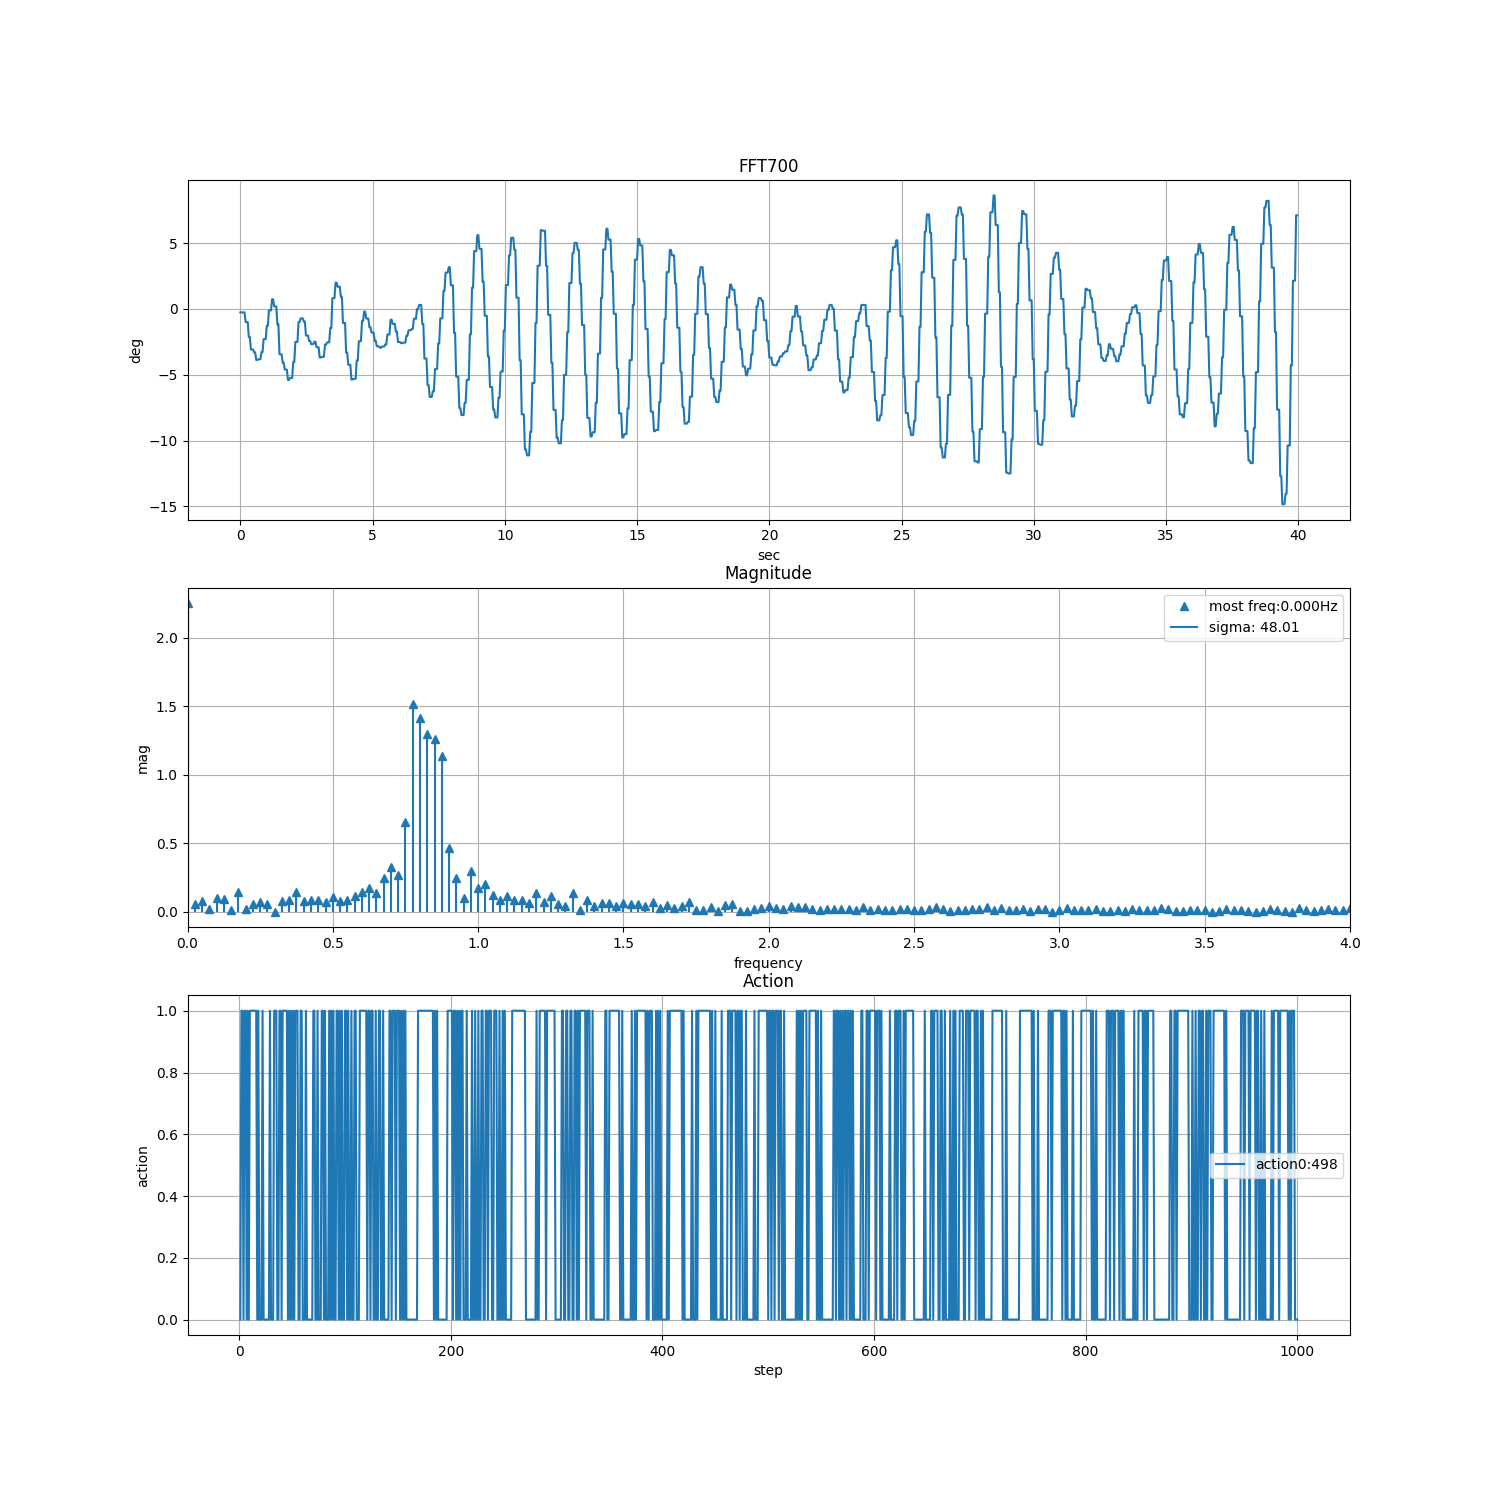 FFT700
5
0
−5
−10
−15
deg
0 5 10 15 20 25 30 35 40
sec
Magnitude
most freq:0.000Hz
sigma: 48.01
2.0
1.5
1.0
0.5
0.0
mag
0.0 0.5 1.0 1.5 2.0 2.5 3.0 3.5 4.0
frequency
Action
1.0
0.8
0.6
0.4
0.2
0.0
action
action0:498
0 200 400 600 800 1000
step